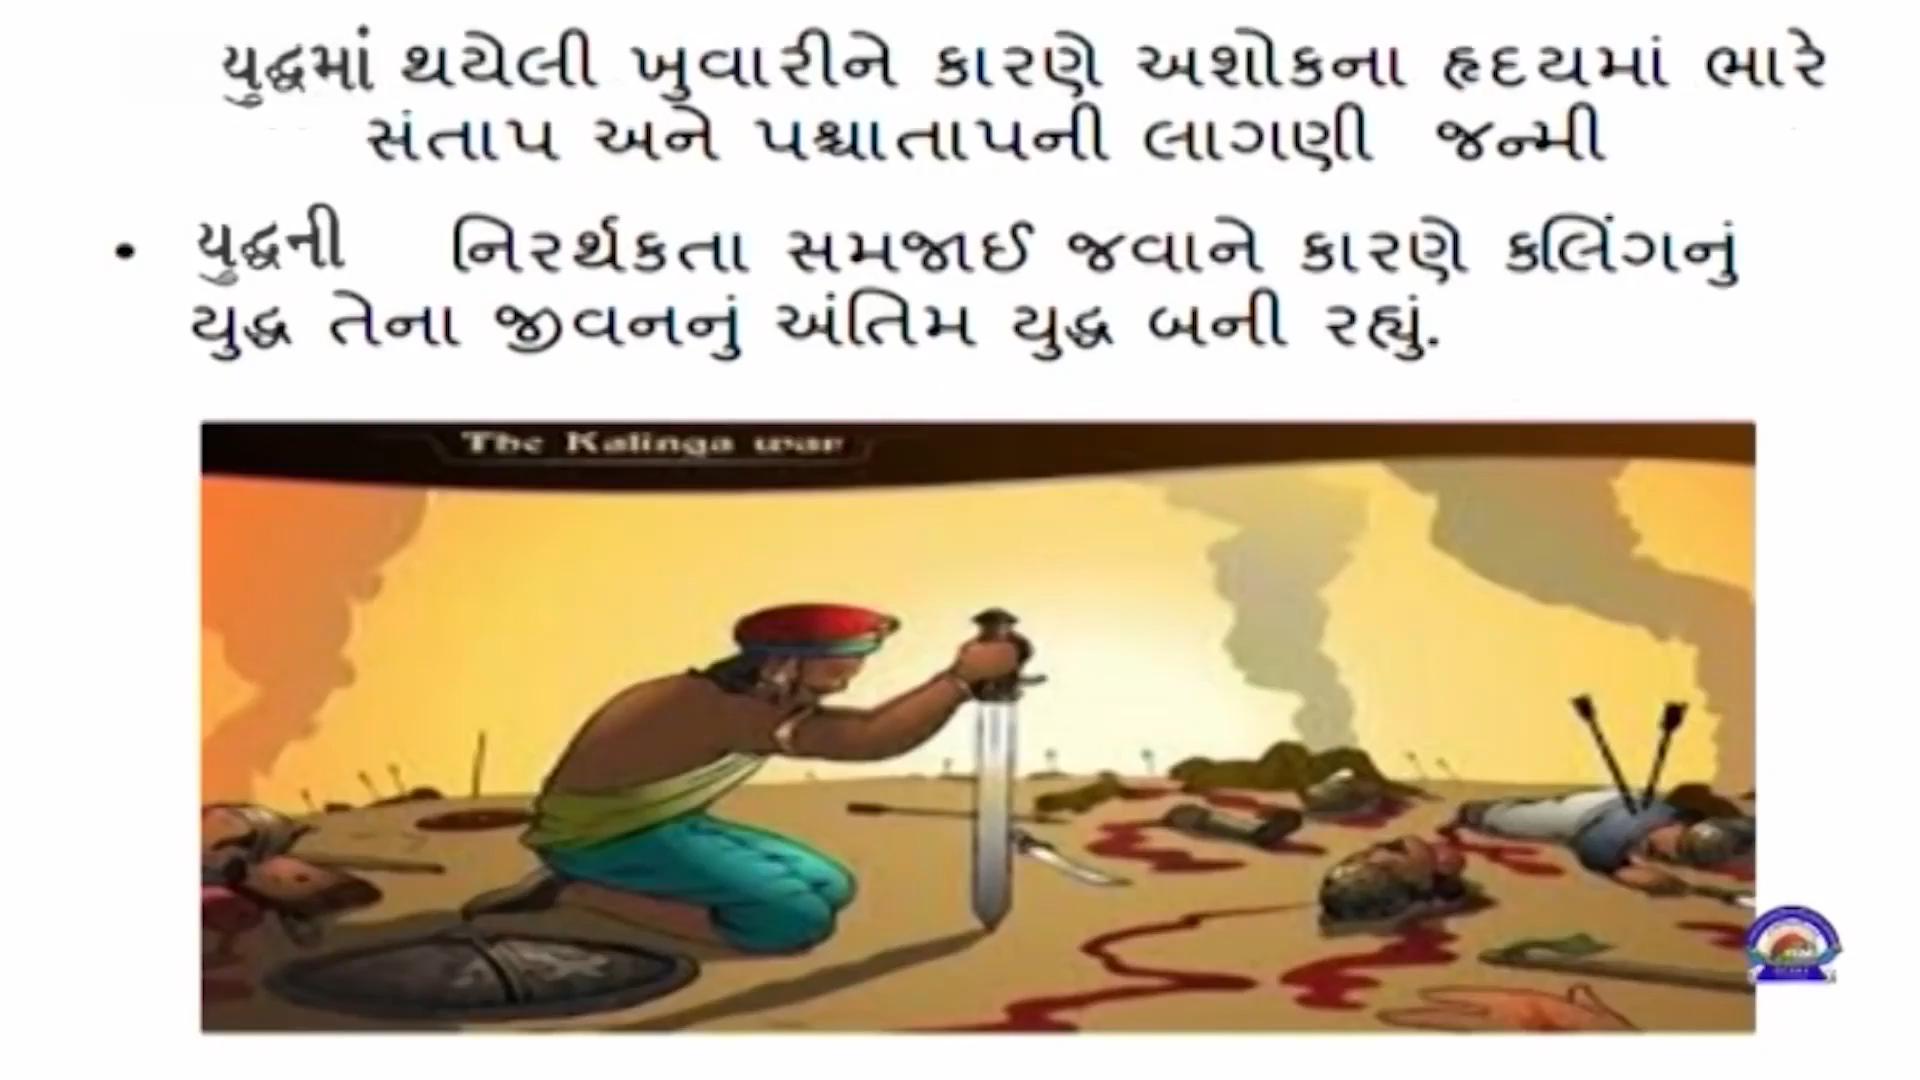 યુદ્ધમાં થયેલી ખુવારીને કારણે અશોકના હૃદયમાં ભારે
સંતાપ અને પશ્ચાતાપની લાગણી જન્મી
• યુદ્ધની નિરર્થકતા સમજાઈ જવાને કારણે કલિંગનું
યુદ્ધ તેના જીવનનું અંતિમ યુદ્ધ બની રહ્યું.
The Kalinga war